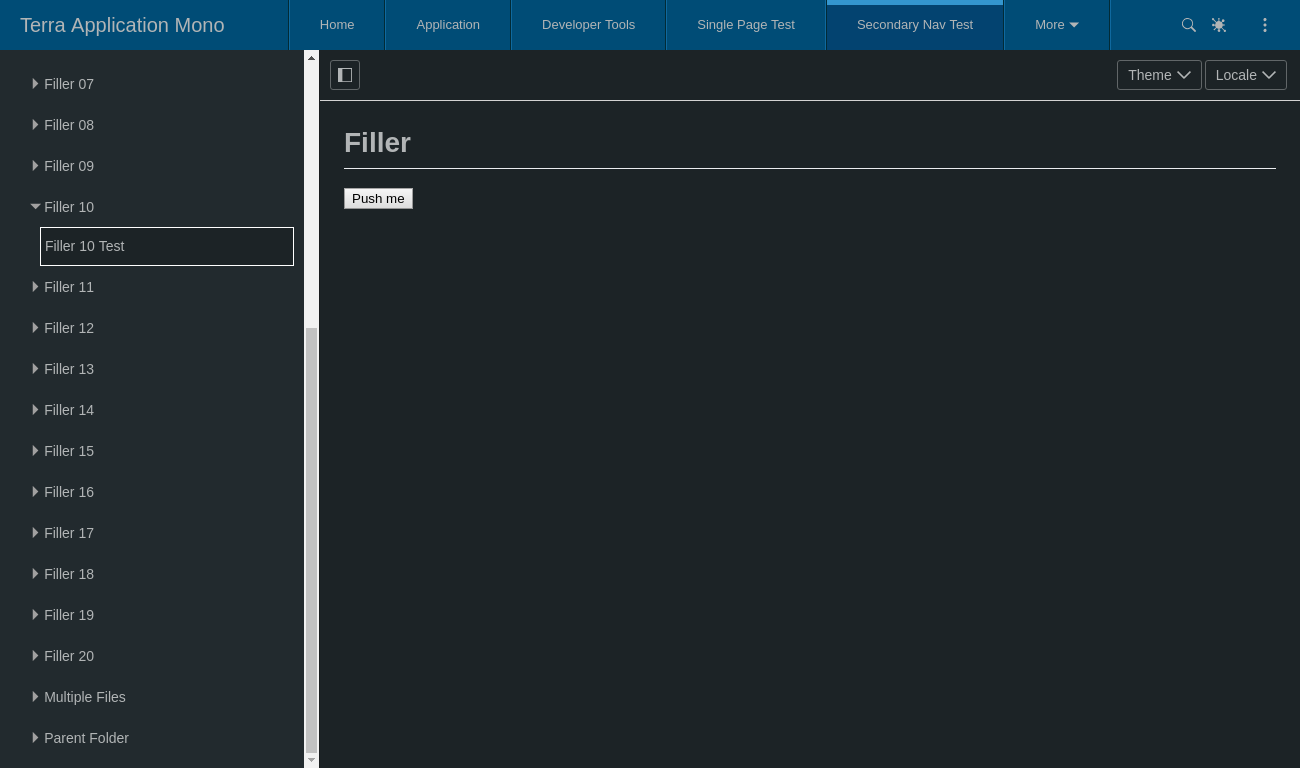 Terra Application Mono
Home
Application
Developer Tools
Single Page Test
Secondary Nav Test
More
Theme
Locale
Filler 07
Filler 08
Filler 09
Filler 10
Filler 10 Test
Filler 11
Filler 12
Filler 13
Filler 14
Filler 15
Filler 16
Filler 17
Filler 18
Filler 19
Filler 20
Multiple Files
Parent Folder
Filler
Push me